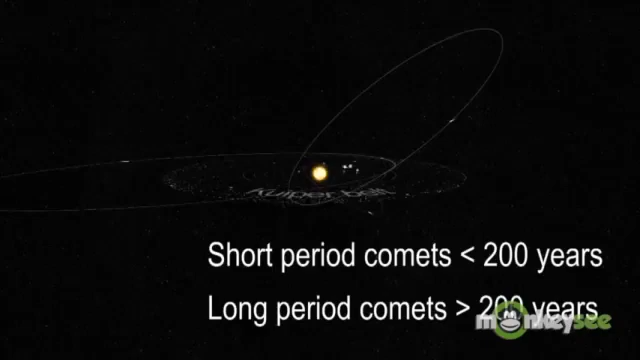 Kuiper belt
Short period comets < 200 years
Long period comets > 200 years
monkeysee